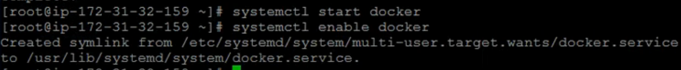 [root@ip-172-31-32-159 ~]# systemctl start docker
[root@ip-172-31-32-159 ~]# systemctl enable docker
Created symlink from /etc/systemd/system/multi-user.target.wants/docker.service
to /usr/lib/systemd/system/docker.service.